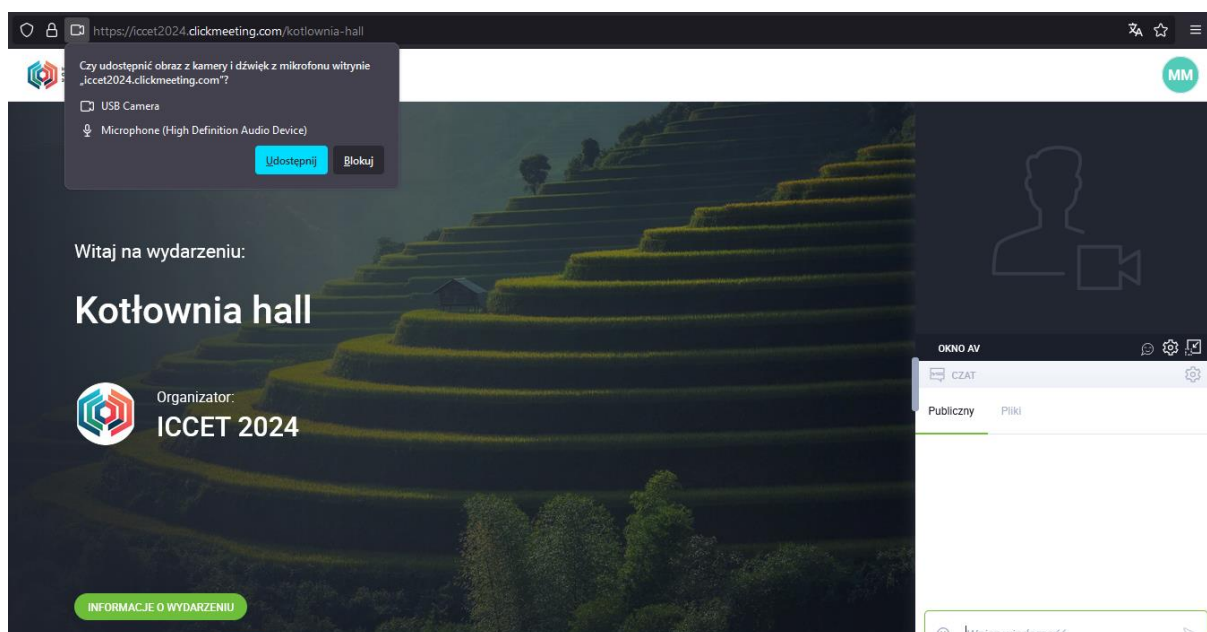 https://iccet2024.clickmeeting.com/kotlownia-hall
Czy udostępnić obraz z kamery i dźwięk z mikrofonu witrynie
„iccet2024.clickmeeting.com”?
USB Camera
Microphone (High Definition Audio Device)
Udostępnij
Blokuj
MM
Witaj na wydarzeniu:
Kotłownia hall
Organizator:
ICCET 2024
INFORMACJE O WYDARZENIU
OKNO AV
CZAT
Publiczny
Pliki